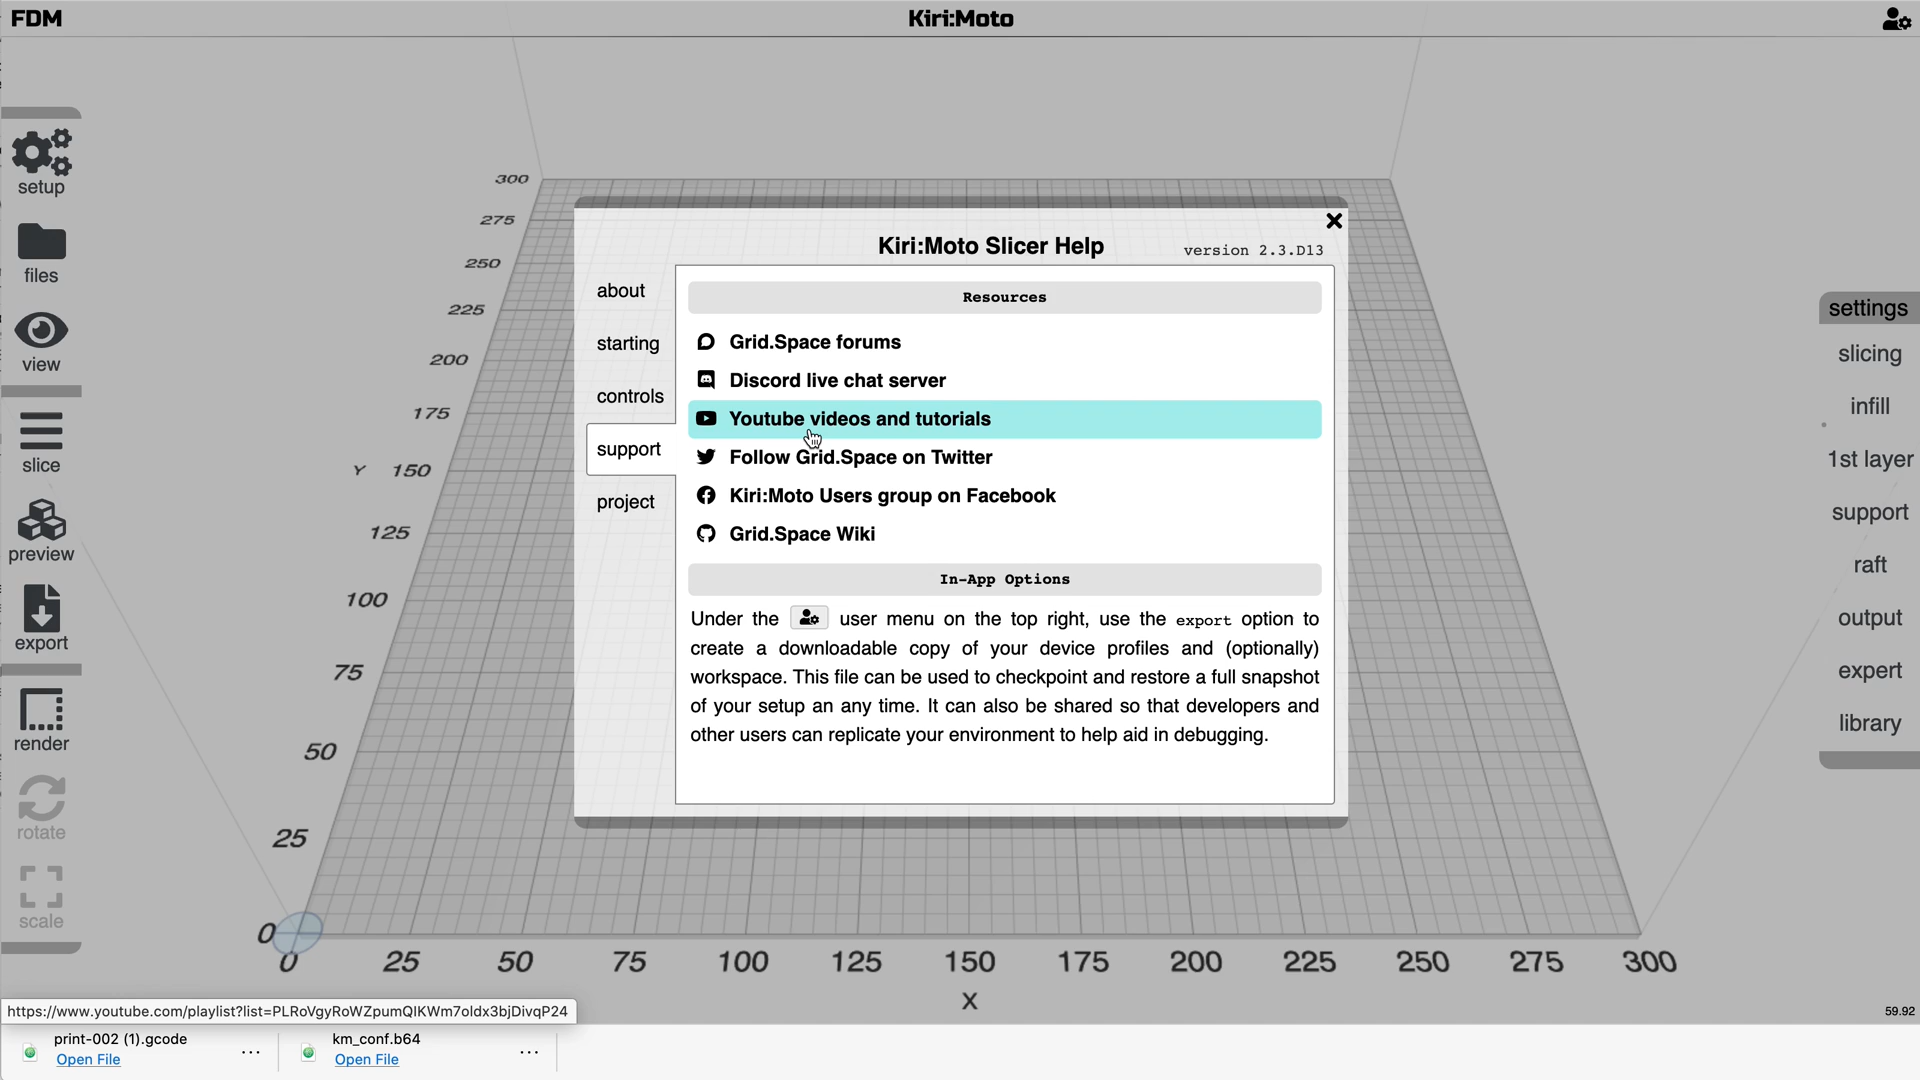 FDM
Kiri:Moto
setup
files
view
slice
preview
export
render
rotate
scale
Kiri:Moto Slicer Help
version 2.3.D13
about
starting
controls
support
project
Resources
Grid.Space forums
Discord live chat server
Youtube videos and tutorials
Follow Grid.Space on Twitter
Kiri:Moto Users group on Facebook
Grid.Space Wiki
In-App Options
Under the user menu on the top right, use the export option to
create a downloadable copy of your device profiles and (optionally)
workspace. This file can be used to checkpoint and restore a full snapshot
of your setup an any time. It can also be shared so that developers and
other users can replicate your environment to help aid in debugging.
settings
slicing
infill
1st layer
support
raft
output
expert
library
300
275
250
225
200
175
Y 150
125
100
75
50
25
0
0 25 50 75 100 125 150 175 200 225 250 275 300
X
59.92
https://www.youtube.com/playlist?list=PLRoVgyRoWZpumQIKWm7oldx3bjDivqP24
print-002 (1).gcode
Open File
km_conf.b64
Open File